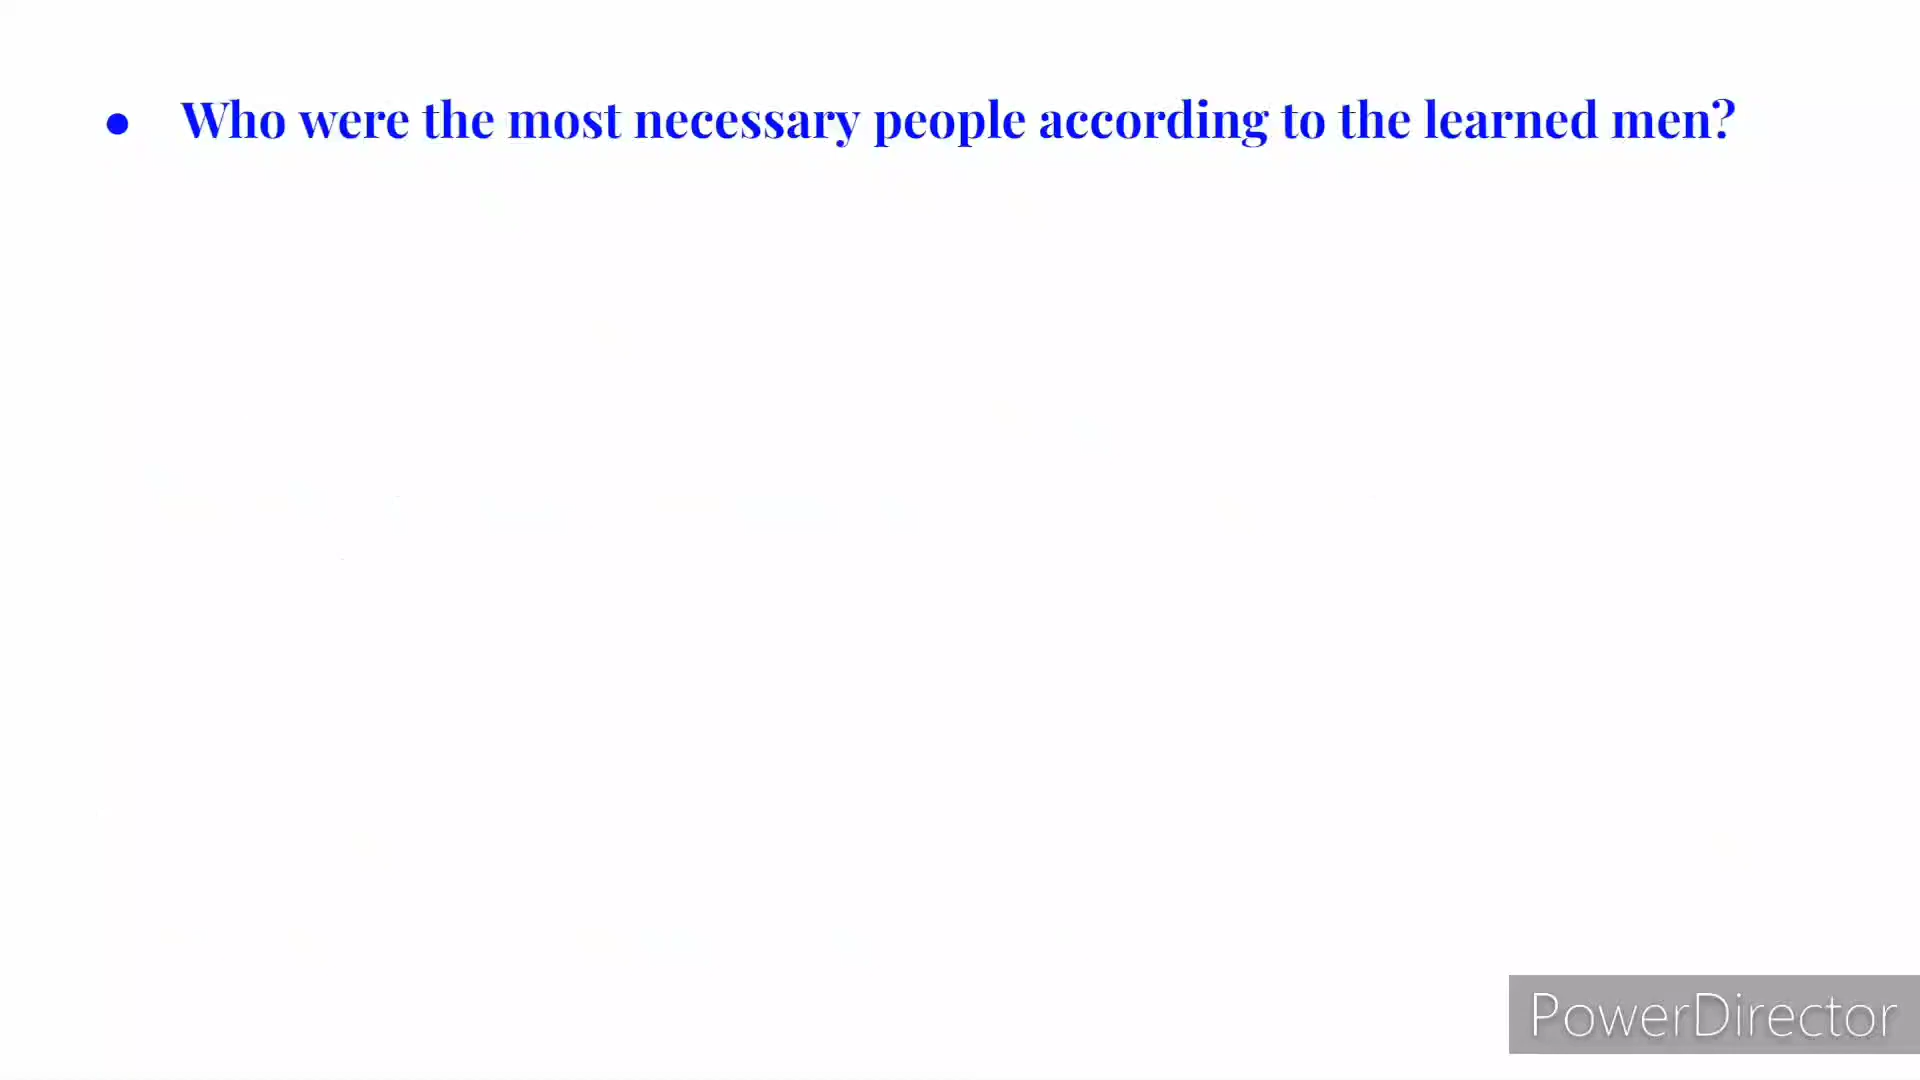 ● Who were the most necessary people according to the learned men?
PowerDirector